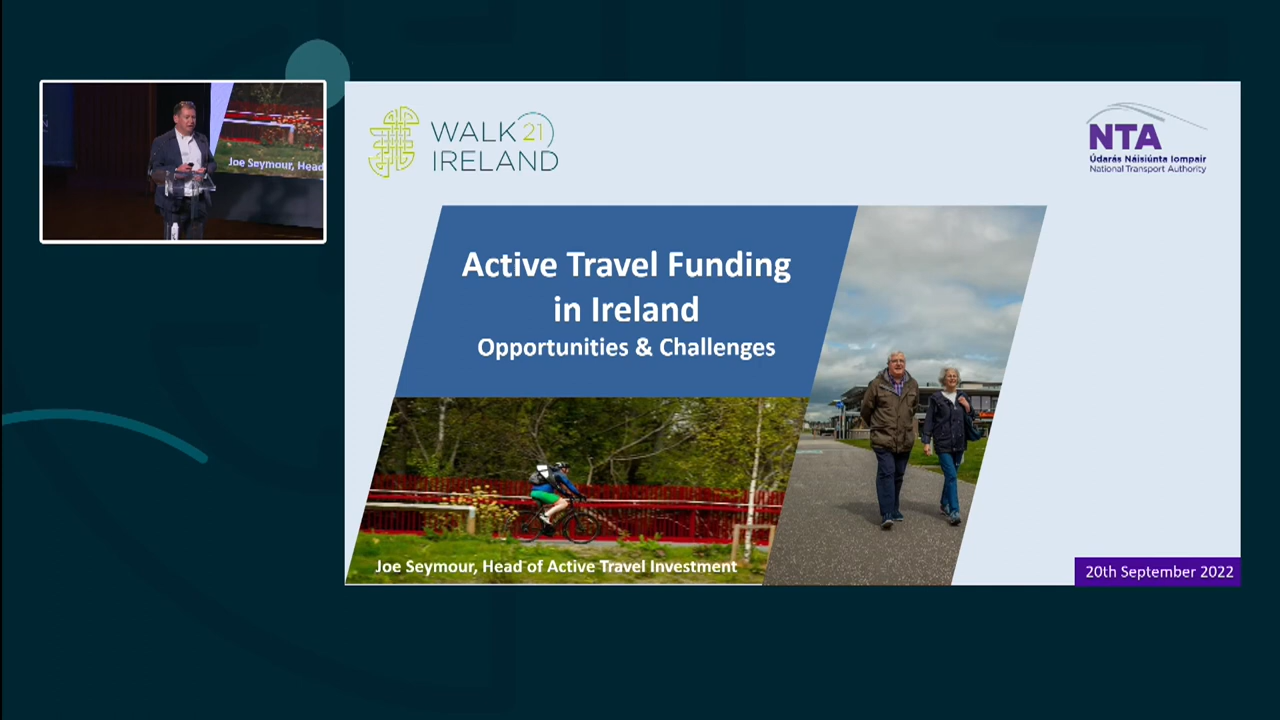 WALK 21
IRELAND
NTA
Údarás Náisiúnta Iompair
National Transport Authority
Active Travel Funding
in Ireland
Opportunities & Challenges
Joe Seymour, Head of Active Travel Investment
20th September 2022
Joe Seymour, Head
N